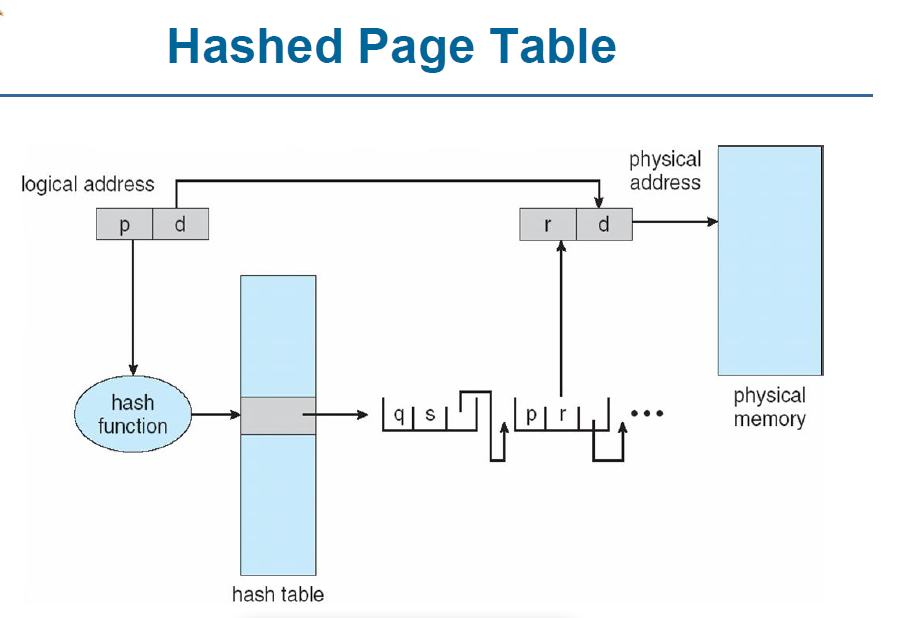 Hashed Page Table
logical address
p d
physical
address
r d
hash
function
q s
p r
•••
physical
memory
hash table